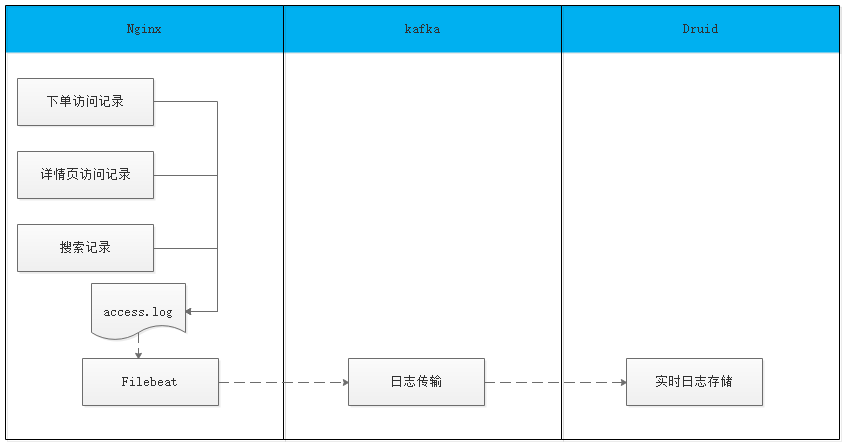 Nginx
kafka
Druid
下单访问记录
详情页访问记录
搜索记录
access.log
Filebeat
日志传输
实时日志存储